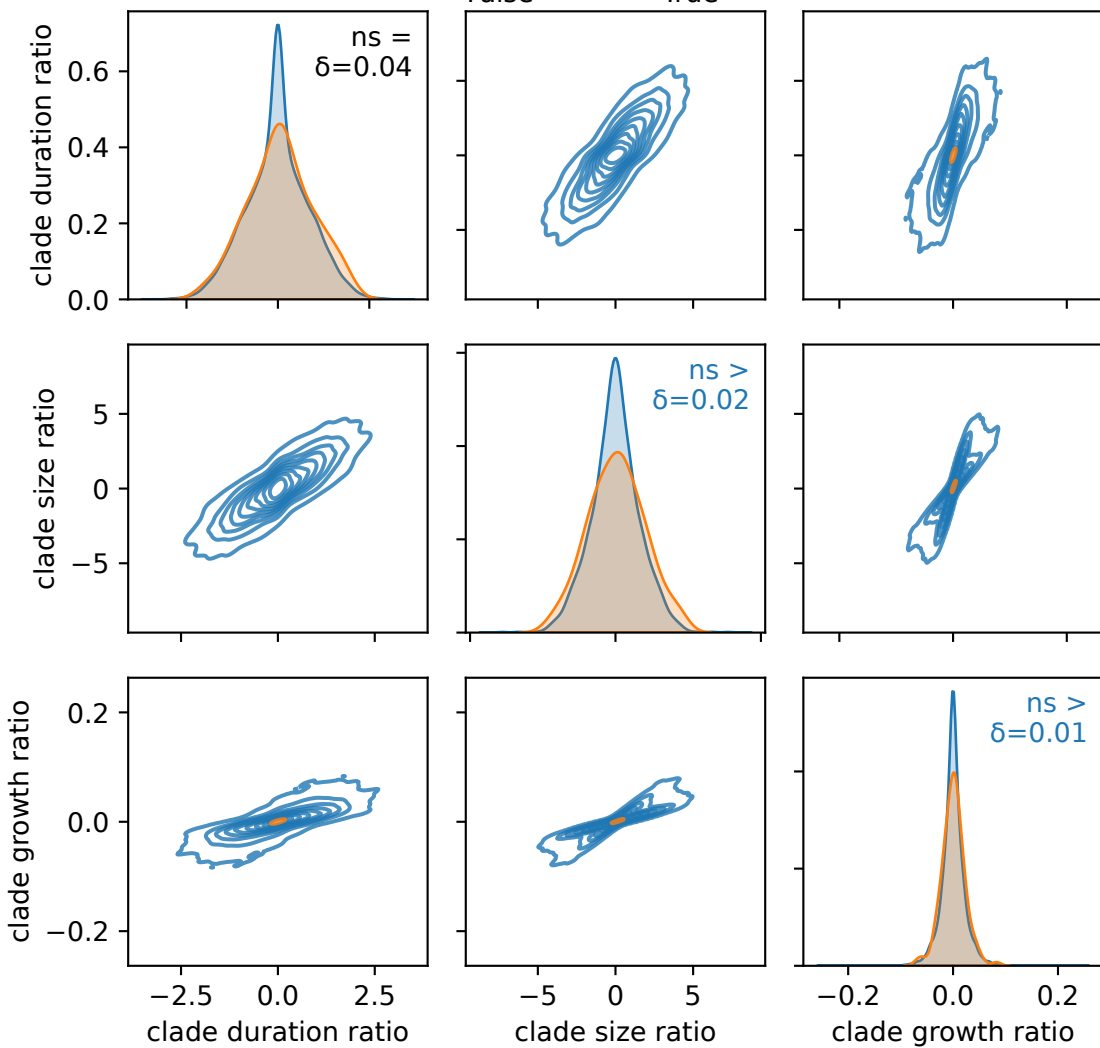 clade duration ratio
0.6
0.4
0.2
0.0
ns =
δ=0.04
clade size ratio
5
0
−5
ns >
δ=0.02
clade growth ratio
0.2
0.0
−0.2
ns >
δ=0.01
−2.5 0.0 2.5
−5 0 5
−0.2 0.0 0.2
clade duration ratio
clade size ratio
clade growth ratio